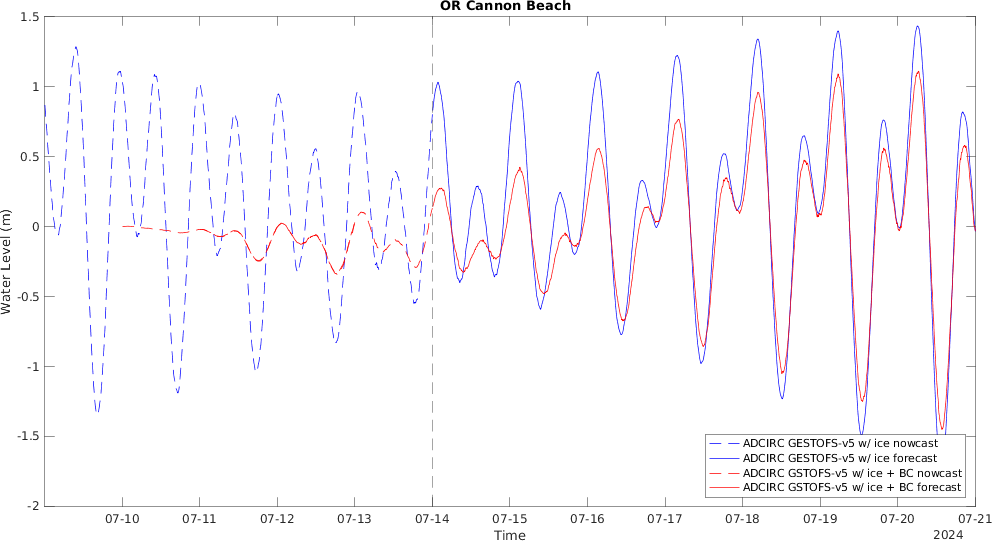 OR Cannon Beach
1.5
1
0.5
0
-0.5
-1
-1.5
-2
Water Level (m)
07-10 07-11 07-12 07-13 07-14 07-15 07-16 07-17 07-18 07-19 07-20 07-21
Time
2024
ADCIRC GESTOFS-v5 w/ ice nowcast
ADCIRC GESTOFS-v5 w/ ice forecast
ADCIRC GSTOFS-v5 w/ ice + BC nowcast
ADCIRC GSTOFS-v5 w/ ice + BC forecast